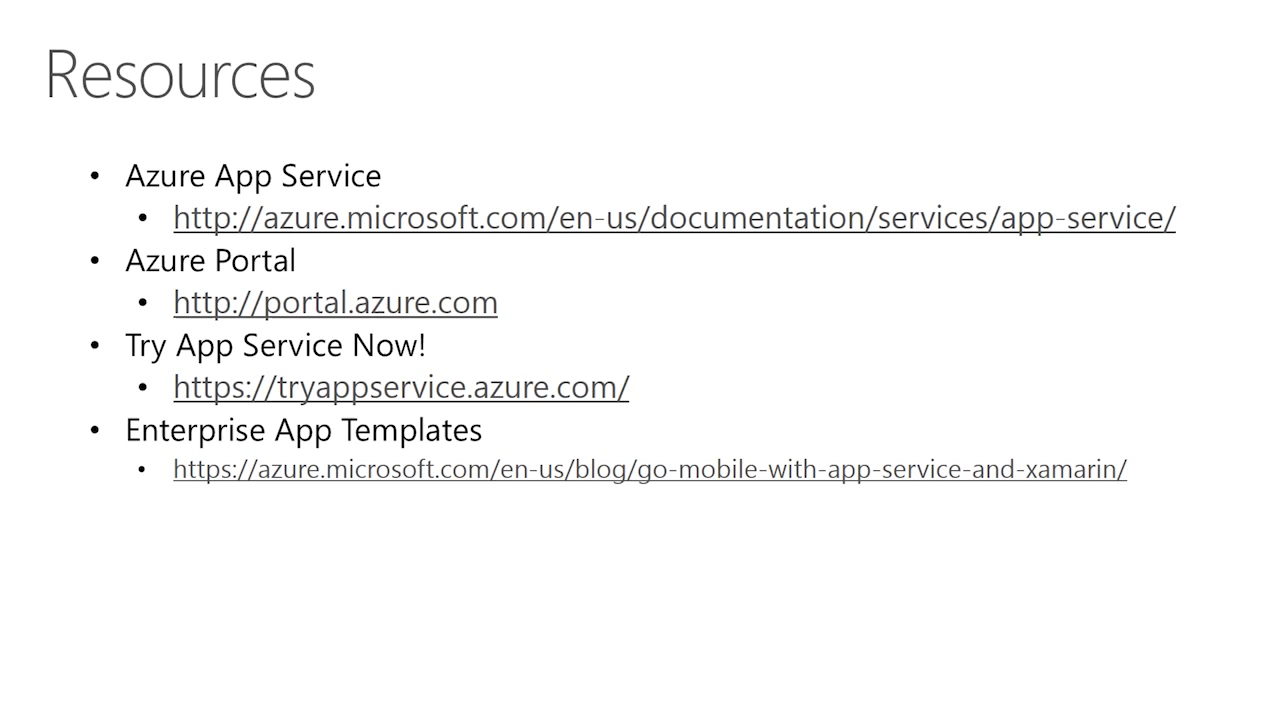 Resources
• Azure App Service
• http://azure.microsoft.com/en-us/documentation/services/app-service/
• Azure Portal
• http://portal.azure.com
• Try App Service Now!
• https://tryappservice.azure.com/
• Enterprise App Templates
• https://azure.microsoft.com/en-us/blog/go-mobile-with-app-service-and-xamarin/